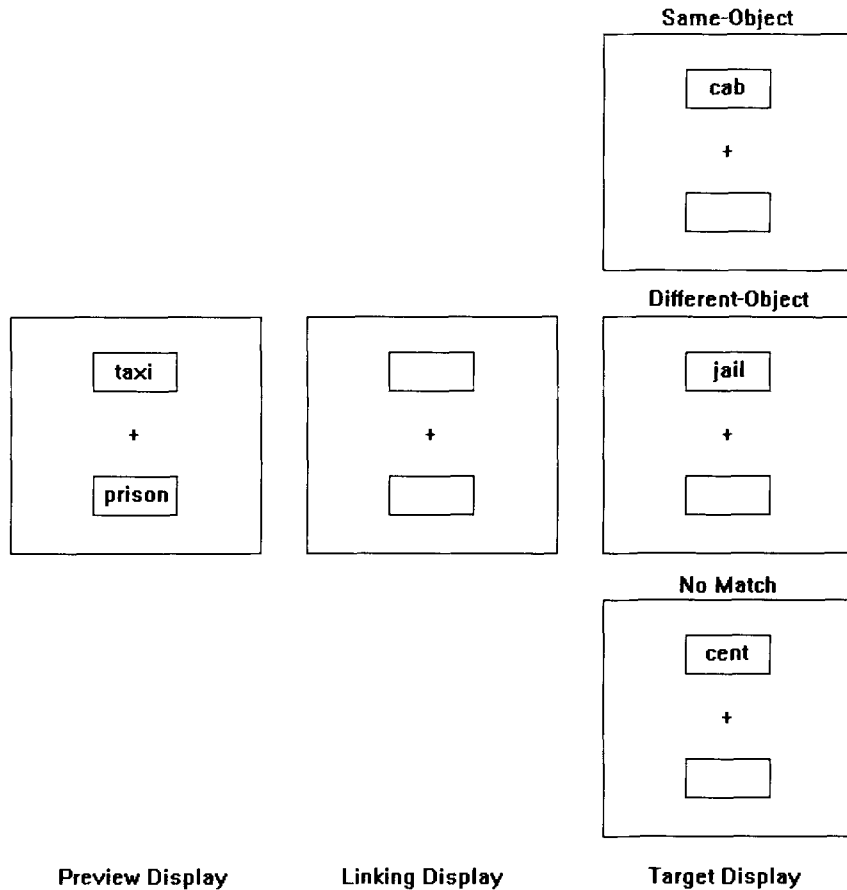 Same-Object
cab
+
Different-Object
taxi
jail
+
+
+
prison
No Match
cent
+
Preview Display Linking Display Target Display